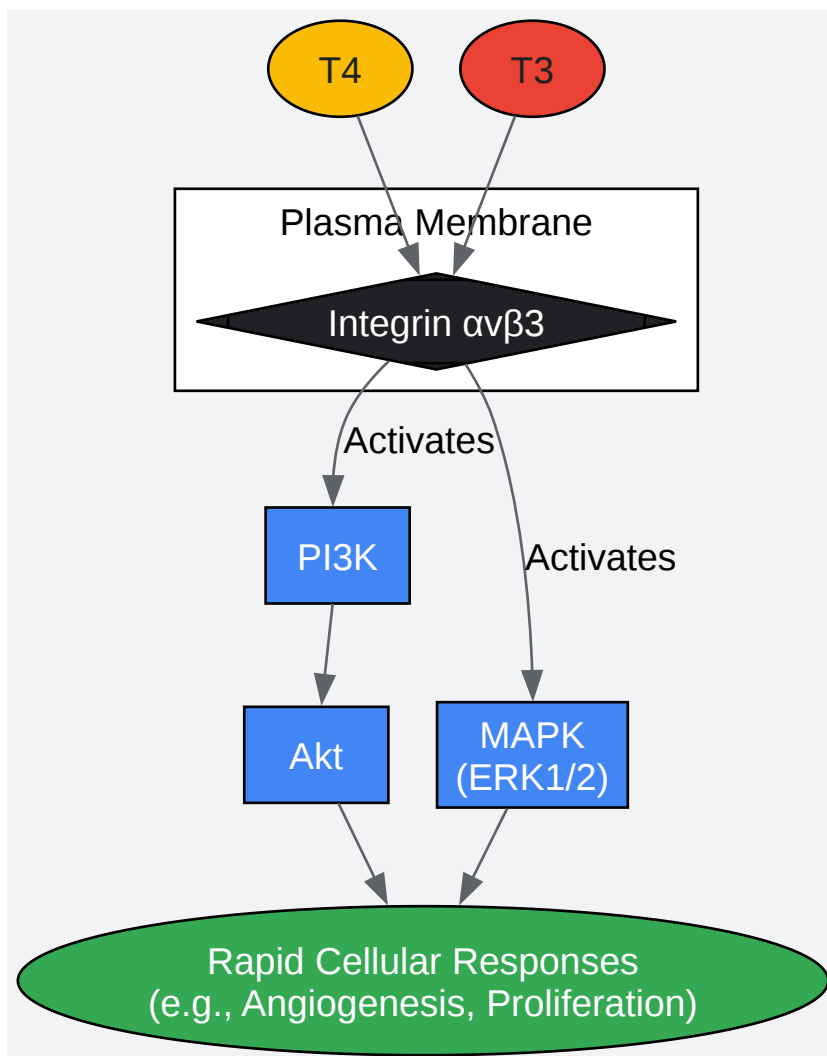 T4
T3
Plasma Membrane
Integrin αvβ3
Activates
PI3K
Activates
Akt
MAPK
(ERK1/2)
Rapid Cellular Responses
(e.g., Angiogenesis, Proliferation)